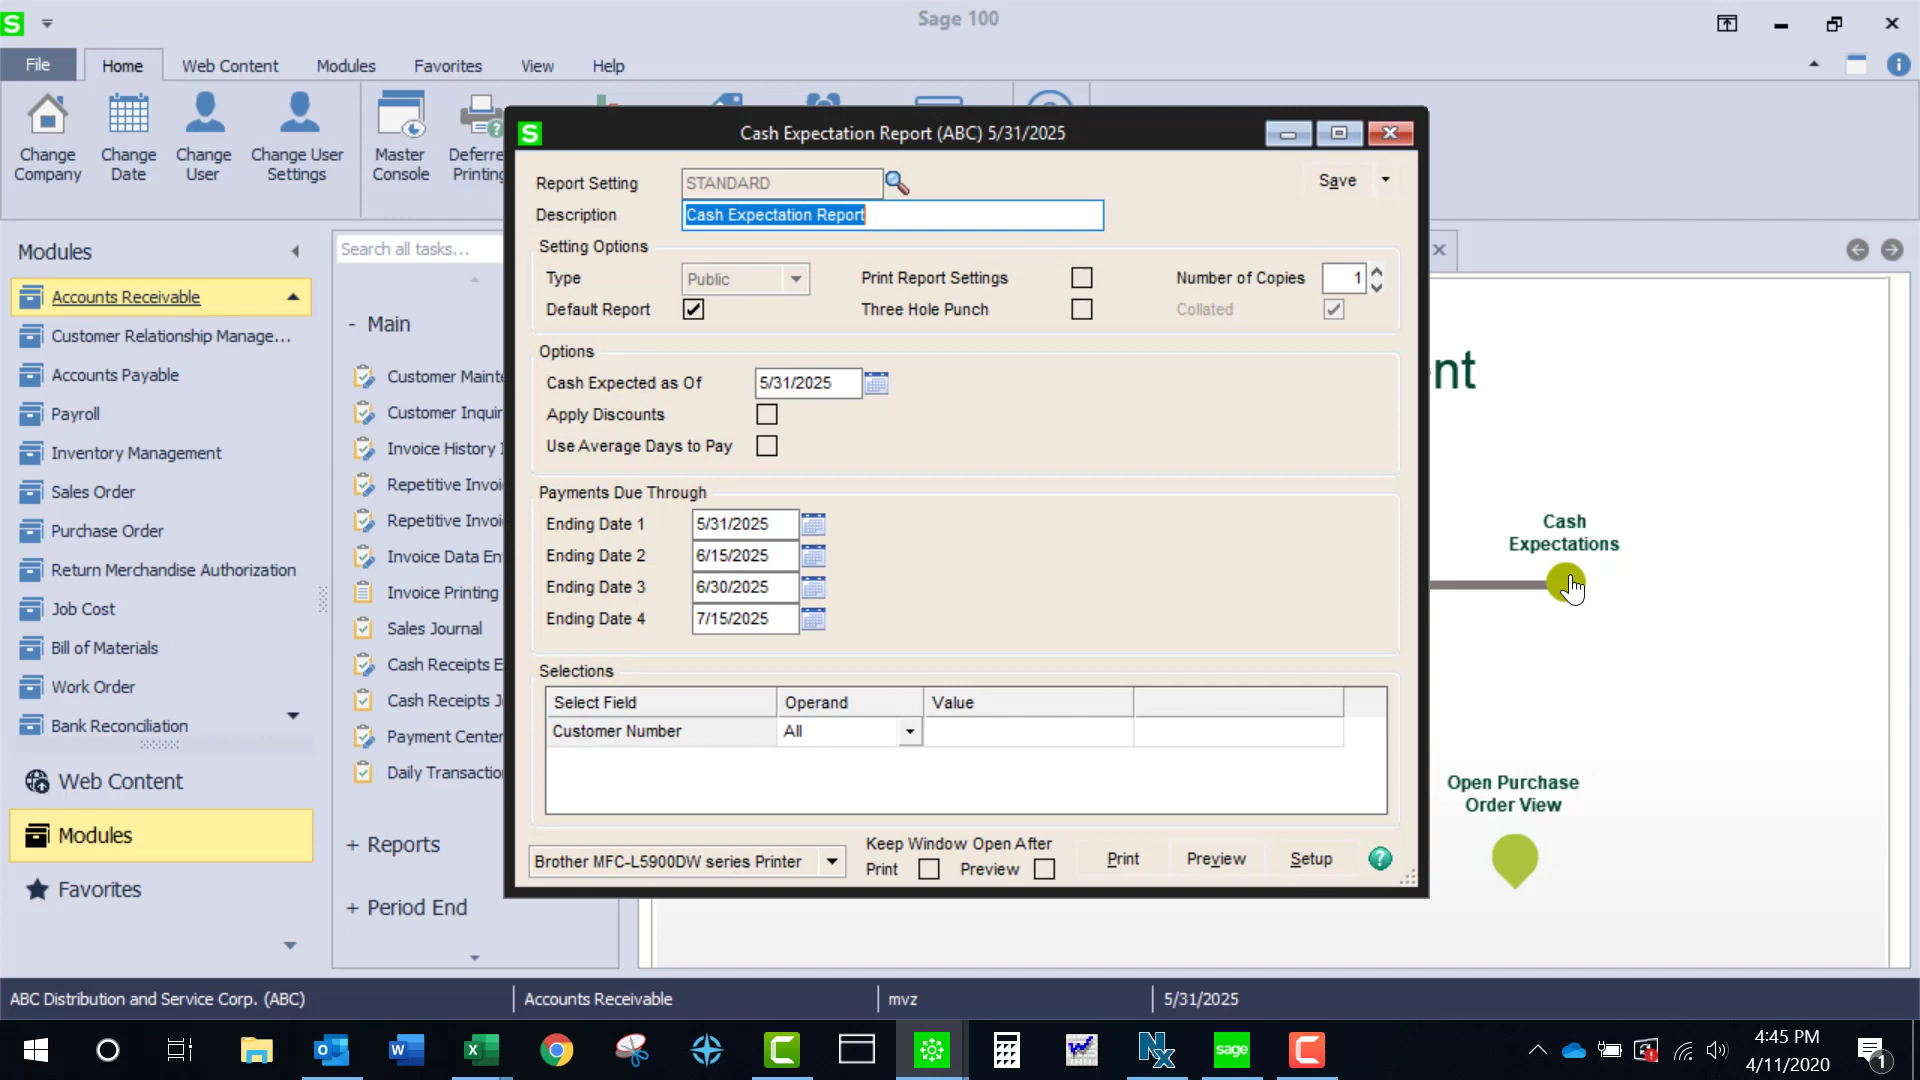 Sage 100
File
Home
Web Content
Modules
Favorites
View
Help
Change
Company
Change
Date
Change
User
Change User
Settings
Master
Console
Deferre
Printing
Modules
Accounts Receivable
Customer Relationship Manage...
Accounts Payable
Payroll
Inventory Management
Sales Order
Purchase Order
Return Merchandise Authorization
Job Cost
Bill of Materials
Work Order
Bank Reconciliation
Web Content
Modules
Favorites
Search all tasks...
- Main
Customer Mainte
Customer Inquir
Invoice History I
Repetitive Invoi
Repetitive Invoi
Invoice Data En
Invoice Printing
Sales Journal
Cash Receipts E
Cash Receipts J
Payment Center
Daily Transactio
+ Reports
+ Period End
Cash Expectation Report (ABC) 5/31/2025
Report Setting
STANDARD
Save
Description
Cash Expectation Report
Setting Options
Type
Public
Print Report Settings
Number of Copies
1
Default Report
Three Hole Punch
Collated
Options
Cash Expected as Of
5/31/2025
Apply Discounts
Use Average Days to Pay
Payments Due Through
Ending Date 1
5/31/2025
Ending Date 2
6/15/2025
Ending Date 3
6/30/2025
Ending Date 4
7/15/2025
Selections
Select Field
Operand
Value
Customer Number
All
Brother MFC-L5900DW series Printer
Keep Window Open After
Print
Preview
Print
Preview
Setup
nt
Cash
Expectations
Open Purchase
Order View
ABC Distribution and Service Corp. (ABC)
Accounts Receivable
mvz
5/31/2025
sage
4:45 PM
4/11/2020
1